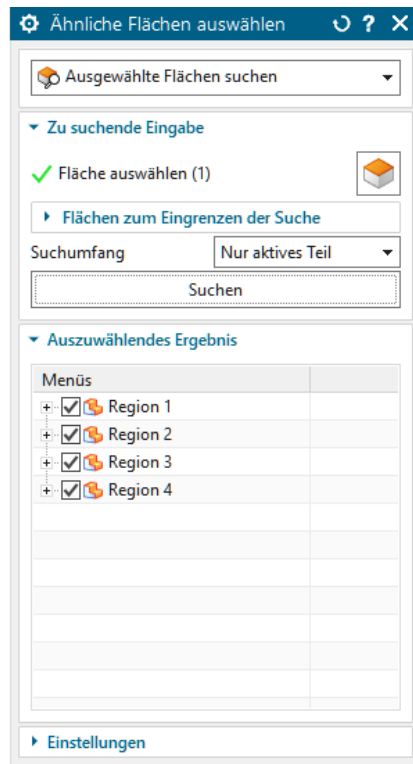 Ähnliche Flächen auswählen
Ausgewählte Flächen suchen
Zu suchende Eingabe
Fläche auswählen (1)
Flächen zum Eingrenzen der Suche
Suchumfang Nur aktives Teil
Suchen
Auszuwählendes Ergebnis
Menüs
Region 1
Region 2
Region 3
Region 4
Einstellungen